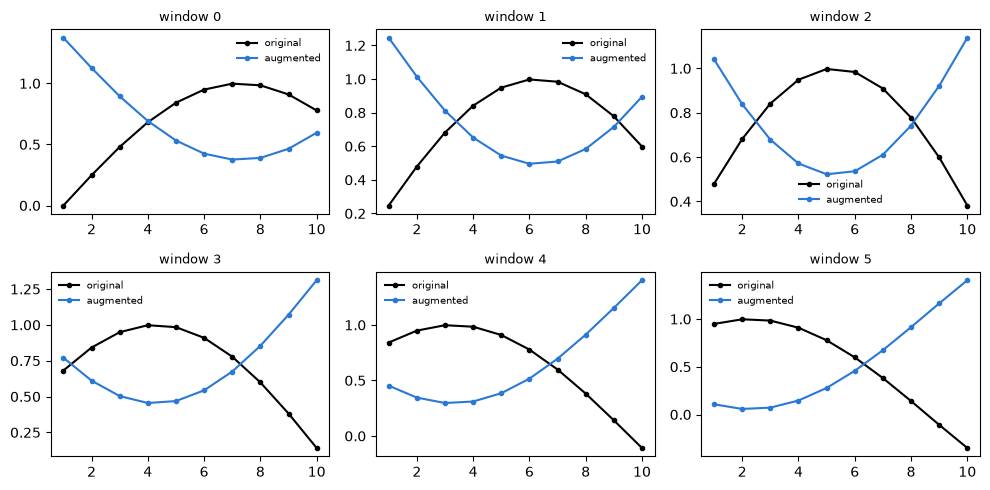 window 0
original
augmented
1.0
0.5
0.0
2 4 6 8 10
window 1
original
augmented
1.2
1.0
0.8
0.6
0.4
0.2
2 4 6 8 10
window 2
1.0
0.8
0.6
0.4
original
augmented
2 4 6 8 10
window 3
original
augmented
1.25
1.00
0.75
0.50
0.25
2 4 6 8 10
window 4
original
augmented
1.0
0.5
0.0
2 4 6 8 10
window 5
original
augmented
1.0
0.5
0.0
2 4 6 8 10